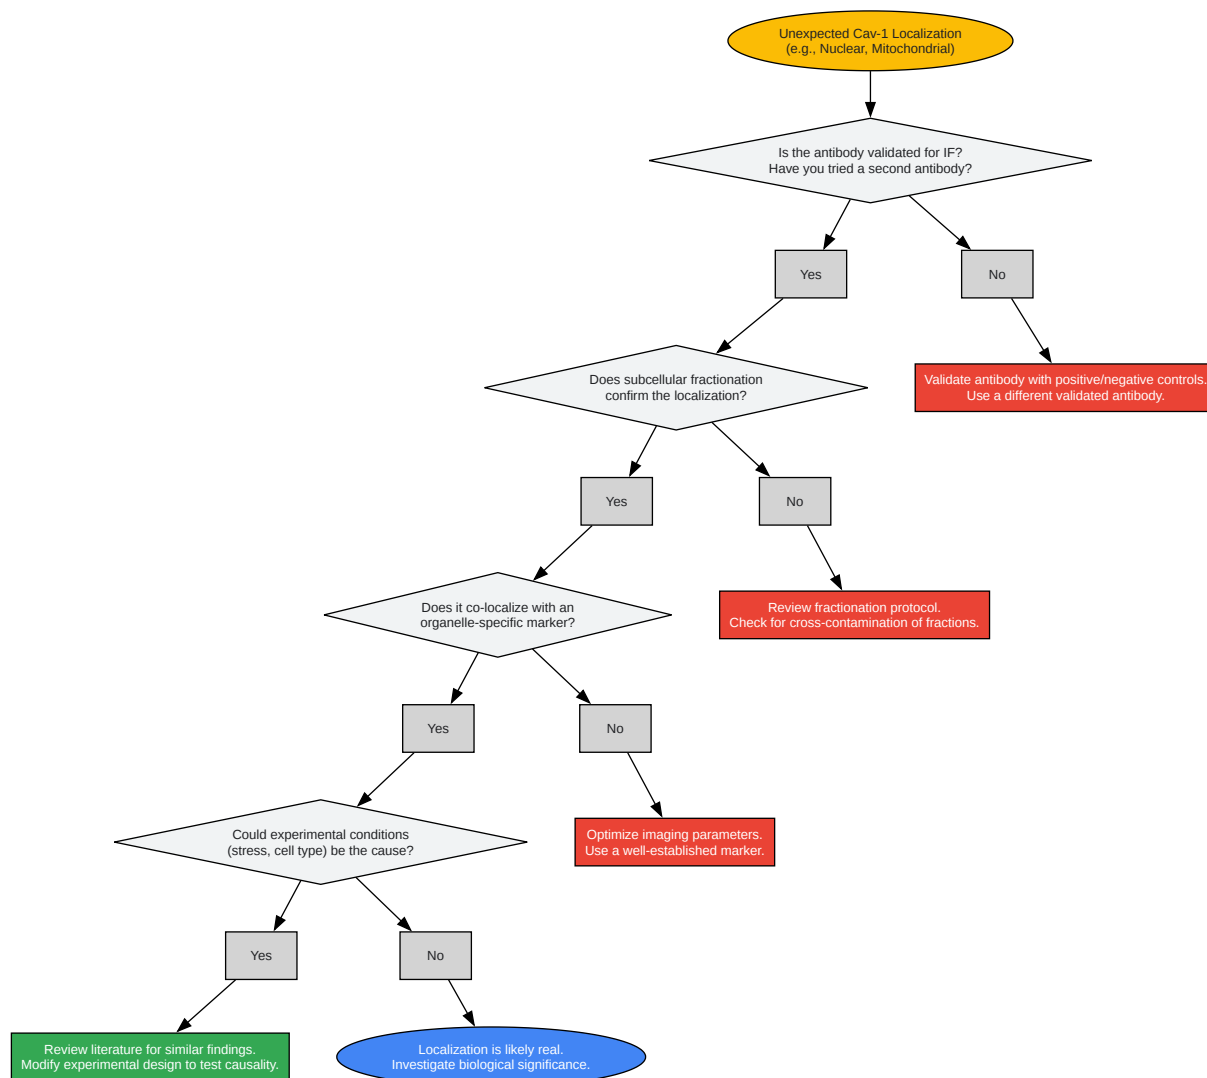 Unexpected Cav-1 Localization
(e.g., Nuclear, Mitochondrial)
Is the antibody validated for IF?
Have you tried a second antibody?
Yes
No
Does subcellular fractionation
confirm the localization?
Validate antibody with positive/negative controls.
Use a different validated antibody.
Yes
No
Does it co-localize with an
organelle-specific marker?
Review fractionation protocol.
Check for cross-contamination of fractions.
Yes
No
Could experimental conditions
(stress, cell type) be the cause?
Optimize imaging parameters.
Use a well-established marker.
Yes
No
Review literature for similar findings.
Modify experimental design to test causality.
Localization is likely real.
Investigate biological significance.